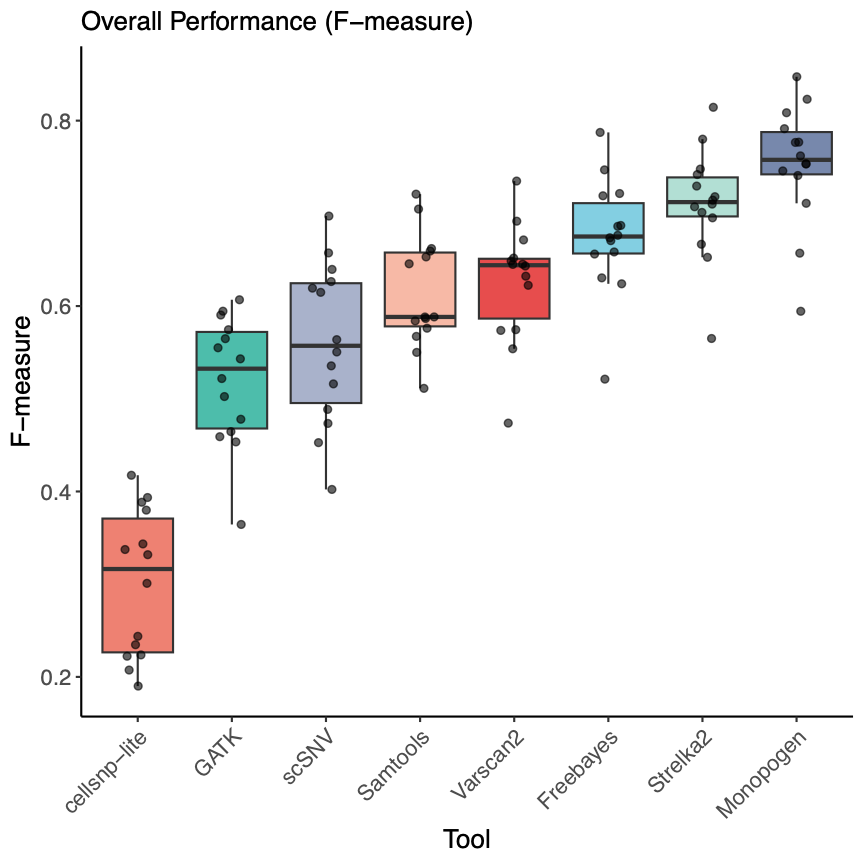 Overall Performance (F−measure)
F−measure
0.8
0.6
0.4
0.2
cellsnp−lite
GATK
scSNV
Samtools
Varscan2
Freebayes
Strelka2
Monopogen
Tool